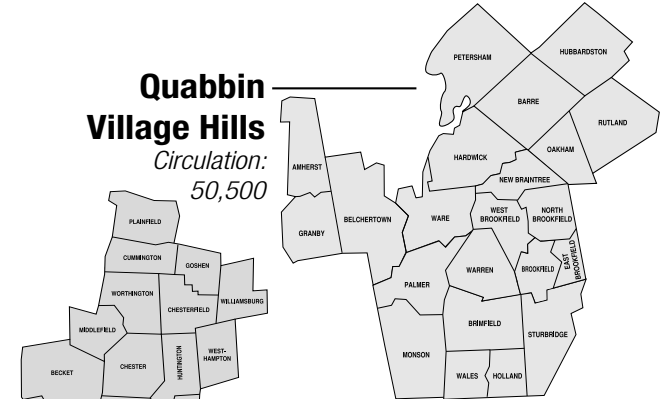 Quabbin
Village Hills
Circulation:
50,500
PETERSHAM
HUBBARDSTON
BARRE
RUTLAND
OAKHAM
HARDWICK
NEW BRAINTREE
AMHERST
BELCHERTOWN
GRANBY
WARE
WEST
BROOKFIELD
NORTH
BROOKFIELD
EAST
BROOKFIELD
BROOKFIELD
WARREN
PALMER
BRIMFIELD
STURBRIDGE
MONSON
WALES
HOLLAND
PLAINFIELD
CUMMINGTON
GOSHEN
WORTHINGTON
CHESTERFIELD
WILLIAMSBURG
MIDDLEFIELD
BECKET
CHESTER
HUNTINGTON
WEST-
HAMPTON